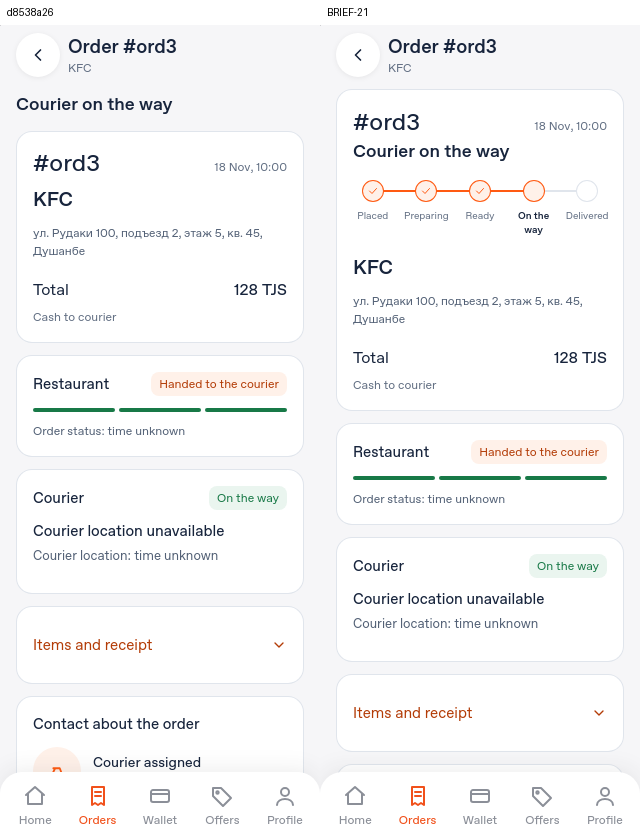 d8538a26
Order #ord3
KFC
Courier on the way
#ord3
18 Nov, 10:00
KFC
ул. Рудаки 100, подъезд 2, этаж 5, кв. 45,
Душанбе
Total
128 TJS
Cash to courier
Restaurant
Handed to the courier
Order status: time unknown
Courier
On the way
Courier location unavailable
Courier location: time unknown
Items and receipt
Contact about the order
Courier assigned
Home
Orders
Wallet
Offers
Profile
BRIEF-21
Order #ord3
KFC
#ord3
18 Nov, 10:00
Courier on the way
Placed
Preparing
Ready
On the
way
Delivered
KFC
ул. Рудаки 100, подъезд 2, этаж 5, кв. 45,
Душанбе
Total
128 TJS
Cash to courier
Restaurant
Handed to the courier
Order status: time unknown
Courier
On the way
Courier location unavailable
Courier location: time unknown
Items and receipt
Home
Orders
Wallet
Offers
Profile